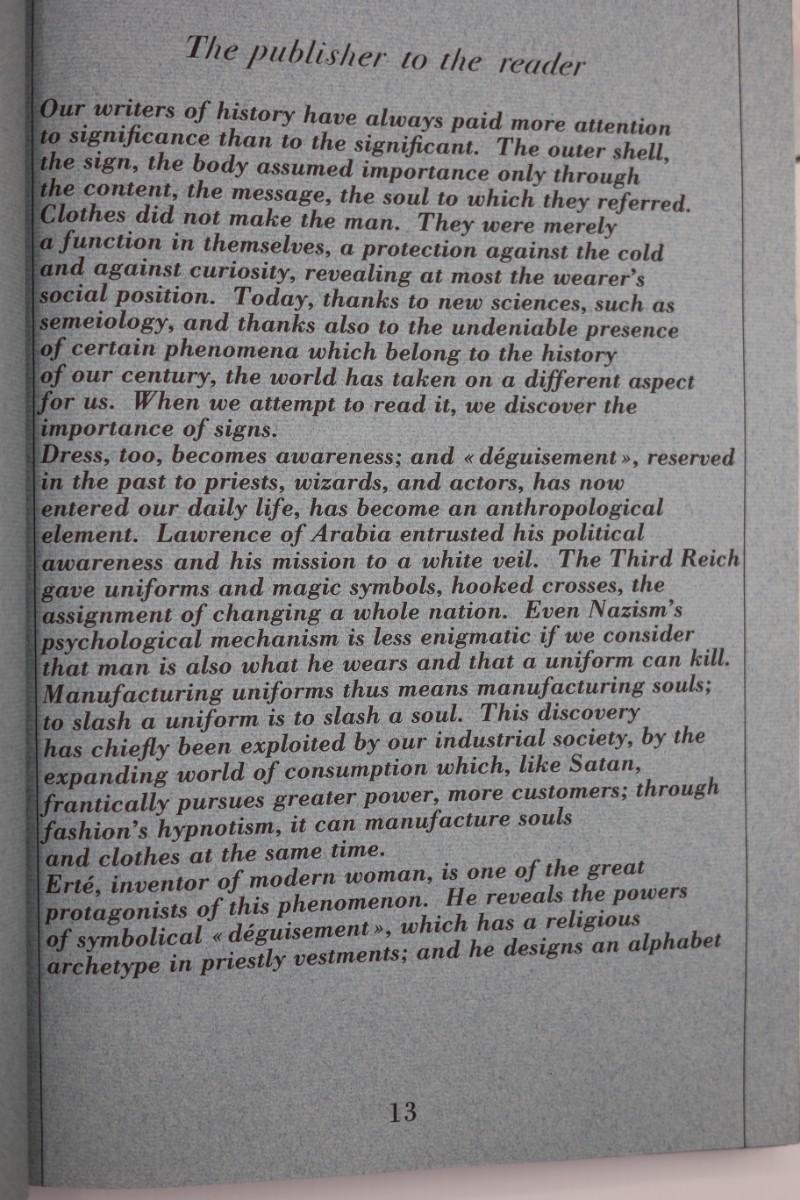 The publisher to the reader
Our writers of history have always paid more attention
to significance than to the significant. The outer shell,
the sign, the body assumed importance only through
the content, the message, the soul to which they referred.
Clothes did not make the man. They were merely
a function in themselves, a protection against the cold
and against curiosity, revealing at most the wearer's
social position. Today, thanks to new sciences, such as
semeiology, and thanks also to the undeniable presence
of certain phenomena which belong to the history
of our century, the world has taken on a different aspect
for us. When we attempt to read it, we discover the
importance of signs.
Dress, too, becomes awareness; and « déguisement », reserved
in the past to priests, wizards, and actors, has now
entered our daily life, has become an anthropological
element. Lawrence of Arabia entrusted his political
awareness and his mission to a white veil. The Third Reich
gave uniforms and magic symbols, hooked crosses, the
assignment of changing a whole nation. Even Nazism's
psychological mechanism is less enigmatic if we consider
that man is also what he wears and that a uniform can kill.
Manufacturing uniforms thus means manufacturing souls;
to slash a uniform is to slash a soul. This discovery
has chiefly been exploited by our industrial society, by the
expanding world of consumption which, like Satan,
frantically pursues greater power, more customers; through
fashion's hypnotism, it can manufacture souls
and clothes at the same time.
Erté, inventor of modern woman, is one of the great
protagonists of this phenomenon. He reveals the powers
of symbolical « déguisement », which has a religious
archetype in priestly vestments; and he designs an alphabet
13